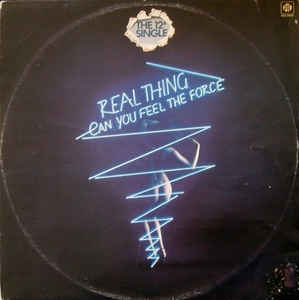 THE 12"
SINGLE
REAL THING
CAN YOU FEEL THE FORCE